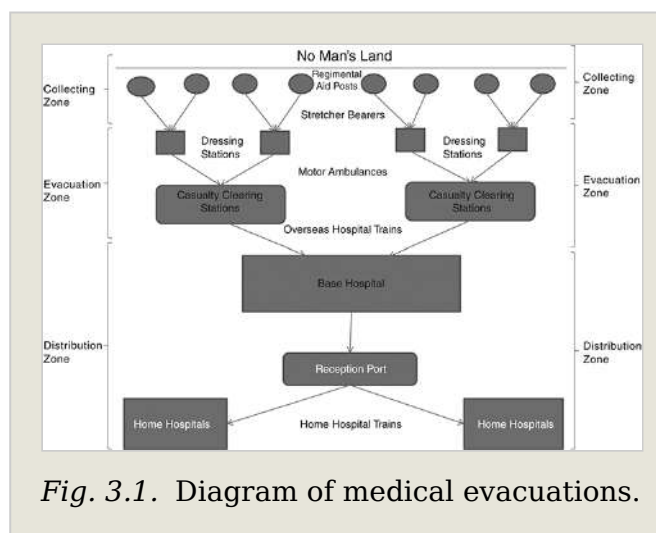 No Man's Land
Collecting
Zone
Regimental
Aid Posts
Collecting
Zone
Stretcher Bearers
Dressing
Stations
Dressing
Stations
Motor Ambulances
Evacuation
Zone
Casualty Clearing
Stations
Casualty Clearing
Stations
Evacuation
Zone
Overseas Hospital Trains
Base Hospital
Distribution
Zone
Distribution
Zone
Reception Port
Home Hospitals
Home Hospital Trains
Home Hospitals
Fig. 3.1. Diagram of medical evacuations.